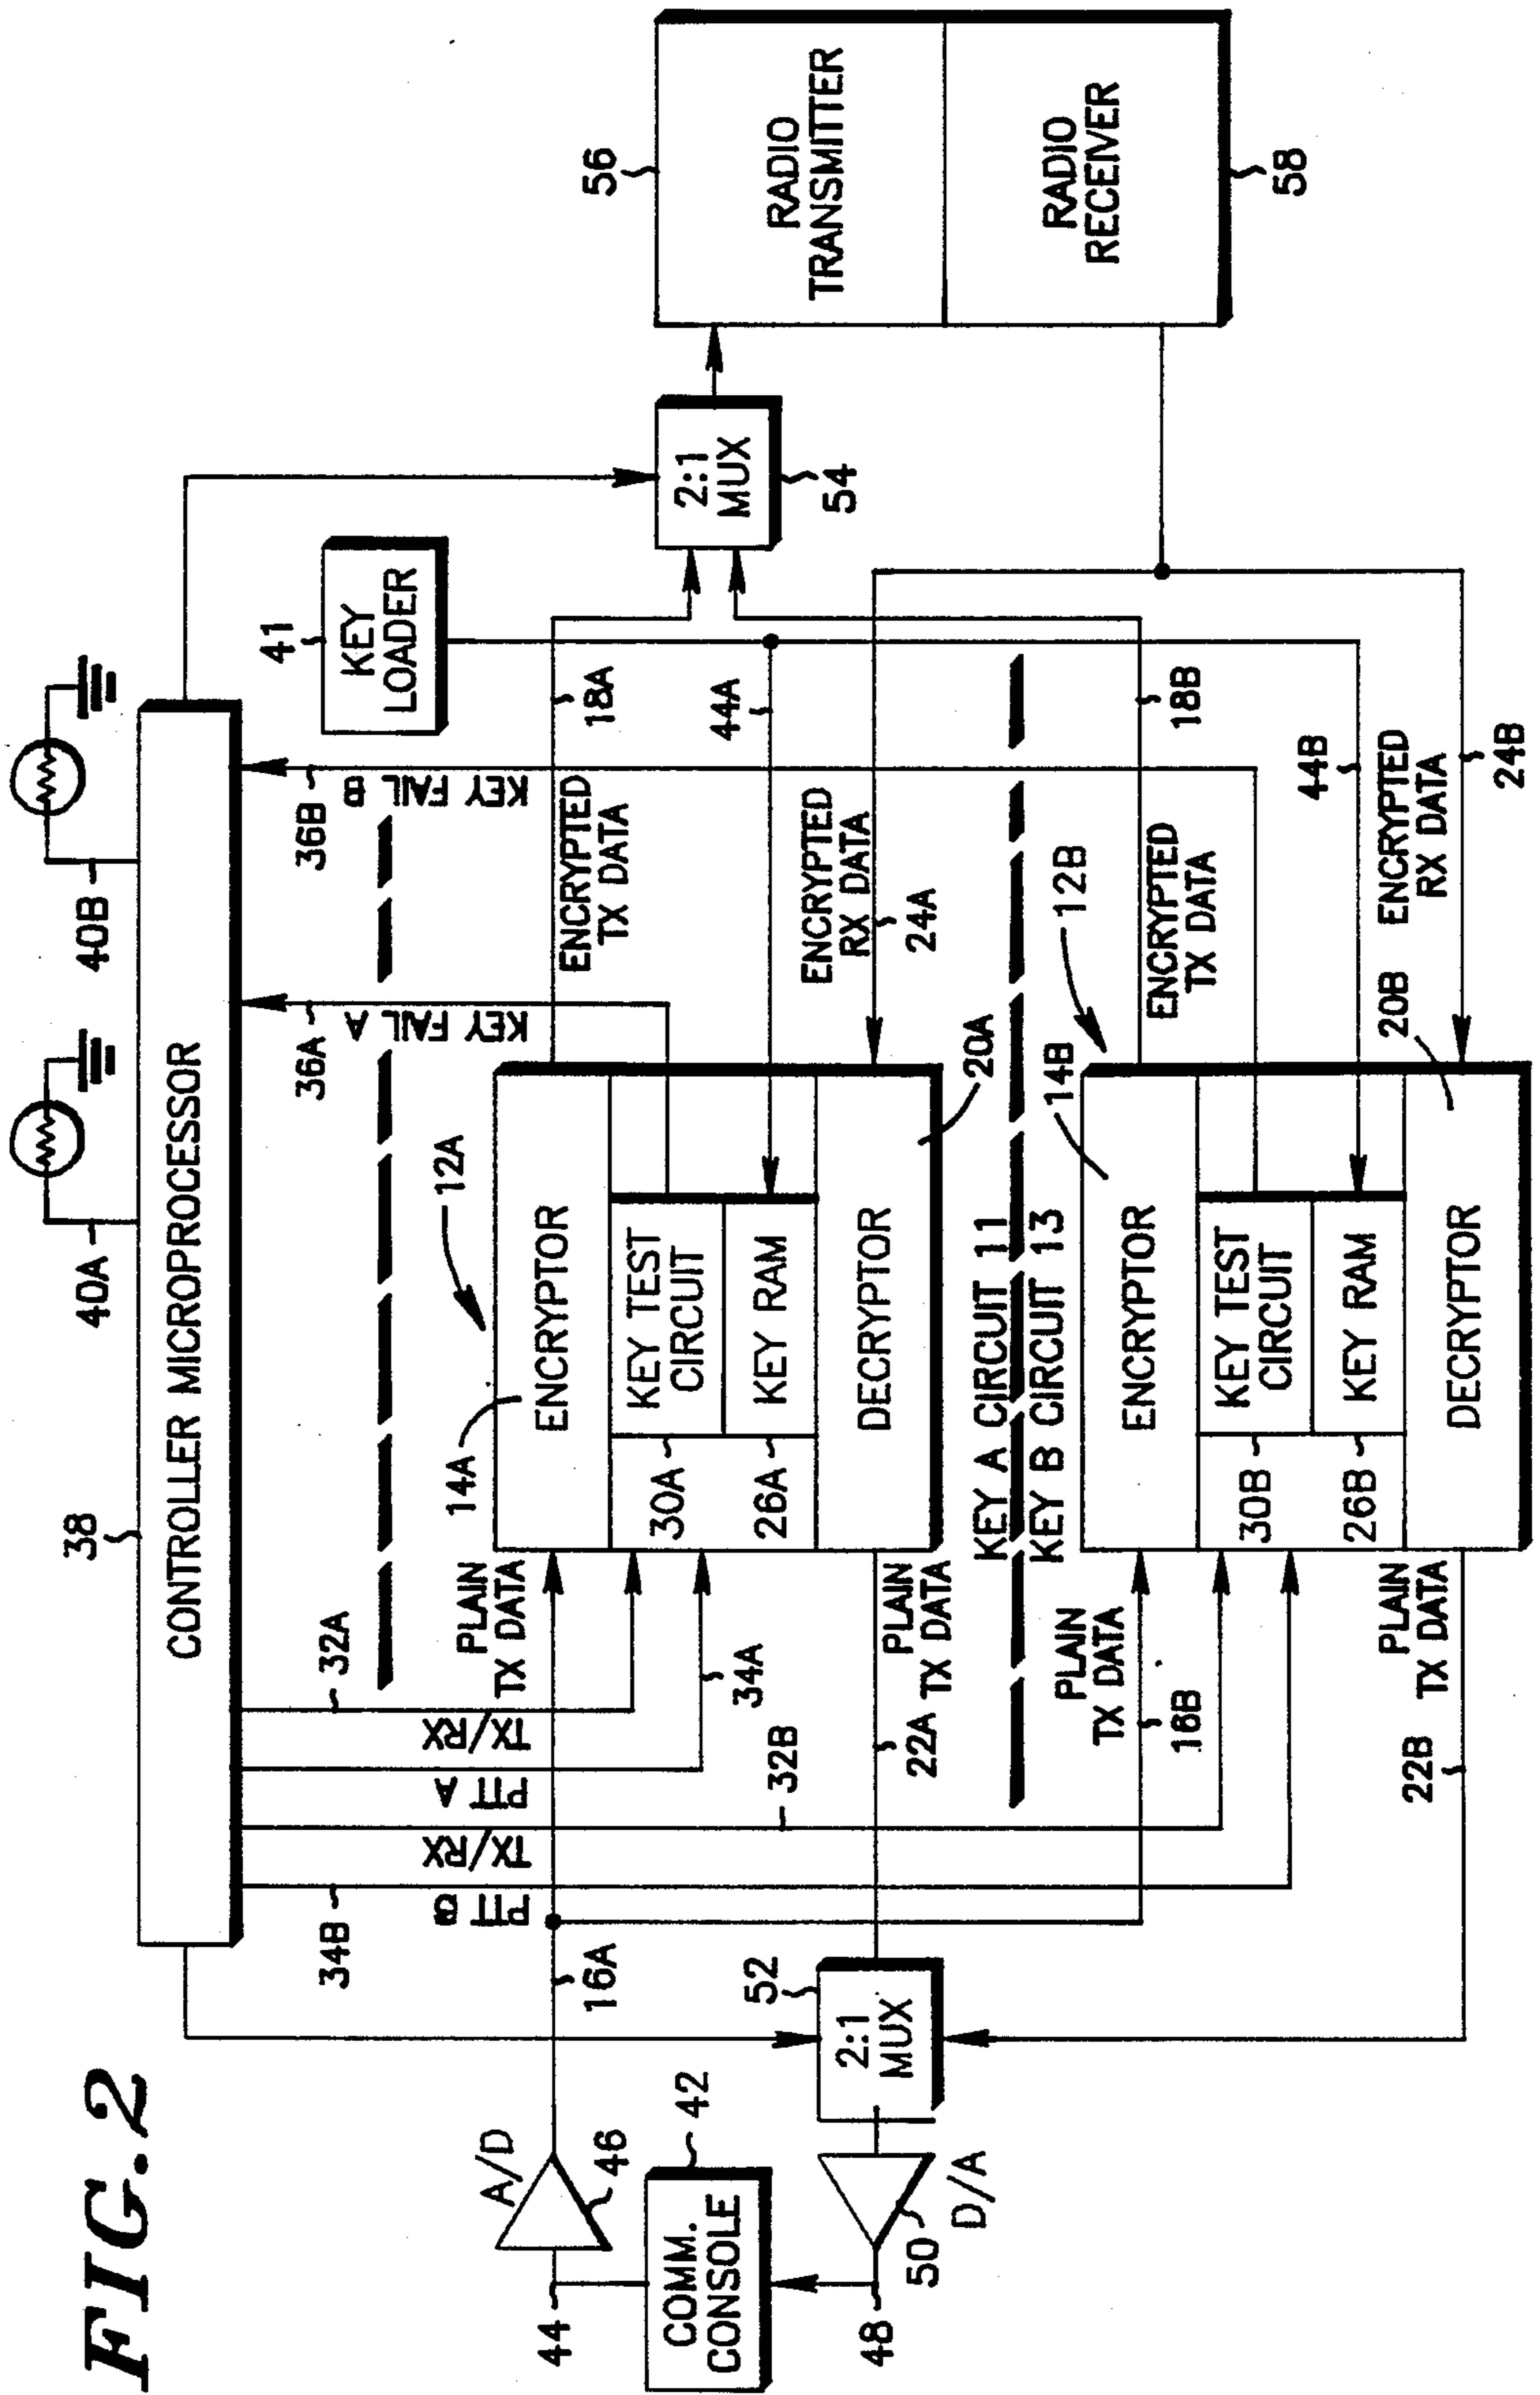 FIG. 2
38
CONTROLLER MICROPROCESSOR
40A
40B
34B
32A
36A
36B
41
KEY
LOADER
PTT B
TX/RX
PTT A
TX/RX
KEY FAIL A
KEY FAIL B
A/D
44
46
16A
PLAIN
TX DATA
14A
12A
ENCRYPTOR
ENCRYPTED
TX DATA
18A
COMM.
CONSOLE
42
30A
KEY TEST
CIRCUIT
26A
KEY RAM
44A
34A
32B
2:1
MUX
54
56
RADIO
TRANSMITTER
RADIO
RECEIVER
58
48
50
D/A
2:1
MUX
52
22A
PLAIN
TX DATA
DECRYPTOR
20A
ENCRYPTED
RX DATA
24A
KEY A CIRCUIT 11
KEY B CIRCUIT 13
PLAIN
TX DATA
16B
14B
12B
ENCRYPTOR
ENCRYPTED
TX DATA
18B
30B
KEY TEST
CIRCUIT
26B
KEY RAM
44B
22B
PLAIN
TX DATA
DECRYPTOR
20B
ENCRYPTED
RX DATA
24B